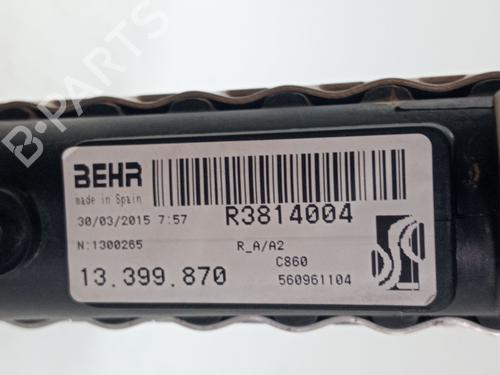 B-PARTS
BEHR
made in Spain
30/03/2015 7:57
R3814004
N:1300265
R_A/A2
C860
13.399.870
560961104